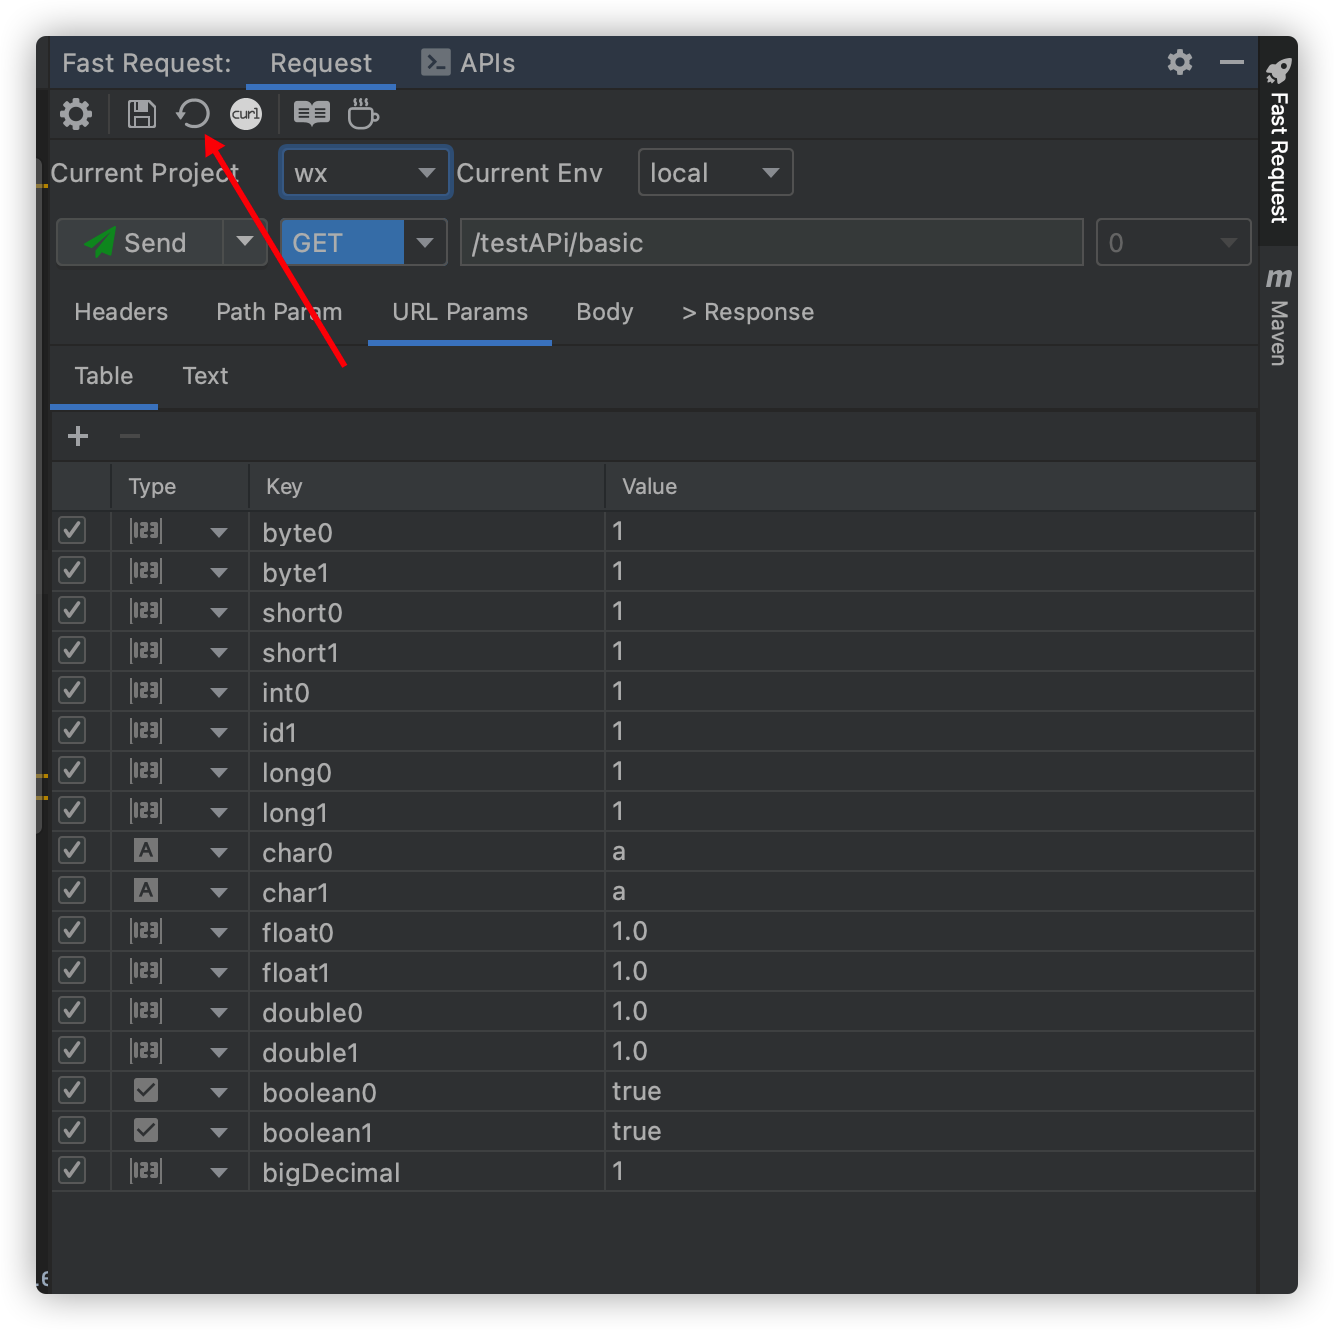 Fast Request: Request APIs
curl
Current Project wx Current Env local
Send GET /testAPi/basic 0
Headers Path Param URL Params Body > Response
Table Text
Type Key Value
123 byte0 1
123 byte1 1
123 short0 1
123 short1 1
123 int0 1
123 id1 1
123 long0 1
123 long1 1
A char0 a
A char1 a
123 float0 1.0
123 float1 1.0
123 double0 1.0
123 double1 1.0
boolean0 true
boolean1 true
123 bigDecimal 1
Fast Request
m Maven